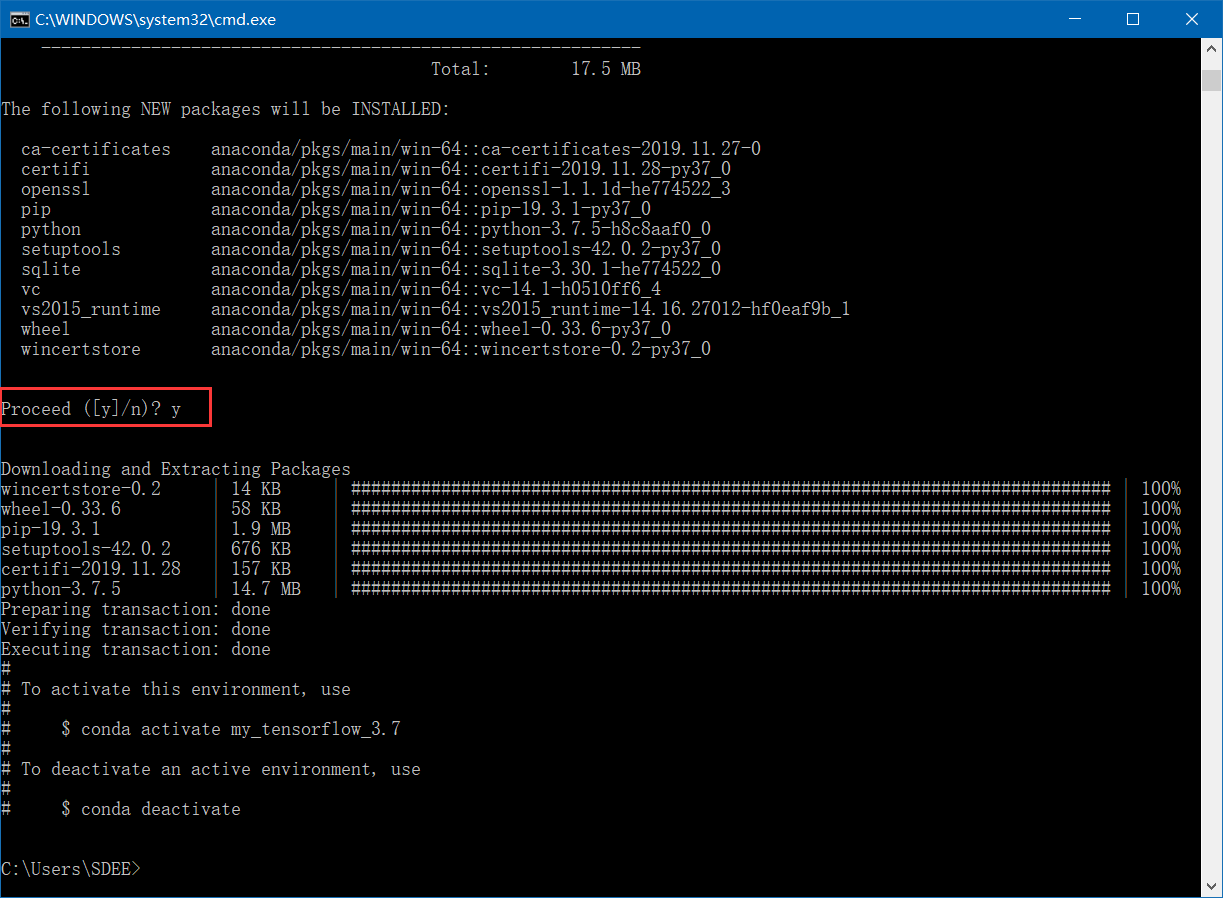 C:\WINDOWS\system32\cmd.exe
------------------------------------------------------------
Total: 17.5 MB
The following NEW packages will be INSTALLED:
ca-certificates anaconda/pkgs/main/win-64::ca-certificates-2019.11.27-0
certifi anaconda/pkgs/main/win-64::certifi-2019.11.28-py37_0
openssl anaconda/pkgs/main/win-64::openssl-1.1.1d-he774522_3
pip anaconda/pkgs/main/win-64::pip-19.3.1-py37_0
python anaconda/pkgs/main/win-64::python-3.7.5-h8c8aaf0_0
setuptools anaconda/pkgs/main/win-64::setuptools-42.0.2-py37_0
sqlite anaconda/pkgs/main/win-64::sqlite-3.30.1-he774522_0
vc anaconda/pkgs/main/win-64::vc-14.1-h0510ff6_4
vs2015_runtime anaconda/pkgs/main/win-64::vs2015_runtime-14.16.27012-hf0eaf9b_1
wheel anaconda/pkgs/main/win-64::wheel-0.33.6-py37_0
wincertstore anaconda/pkgs/main/win-64::wincertstore-0.2-py37_0
Proceed ([y]/n)? y
Downloading and Extracting Packages
wincertstore-0.2 | 14 KB | ############################################################################ | 100%
wheel-0.33.6 | 58 KB | ############################################################################ | 100%
pip-19.3.1 | 1.9 MB | ############################################################################ | 100%
setuptools-42.0.2 | 676 KB | ############################################################################ | 100%
certifi-2019.11.28 | 157 KB | ############################################################################ | 100%
python-3.7.5 | 14.7 MB | ############################################################################ | 100%
Preparing transaction: done
Verifying transaction: done
Executing transaction: done
#
# To activate this environment, use
#
# $ conda activate my_tensorflow_3.7
#
# To deactivate an active environment, use
#
# $ conda deactivate
C:\Users\SDEE>